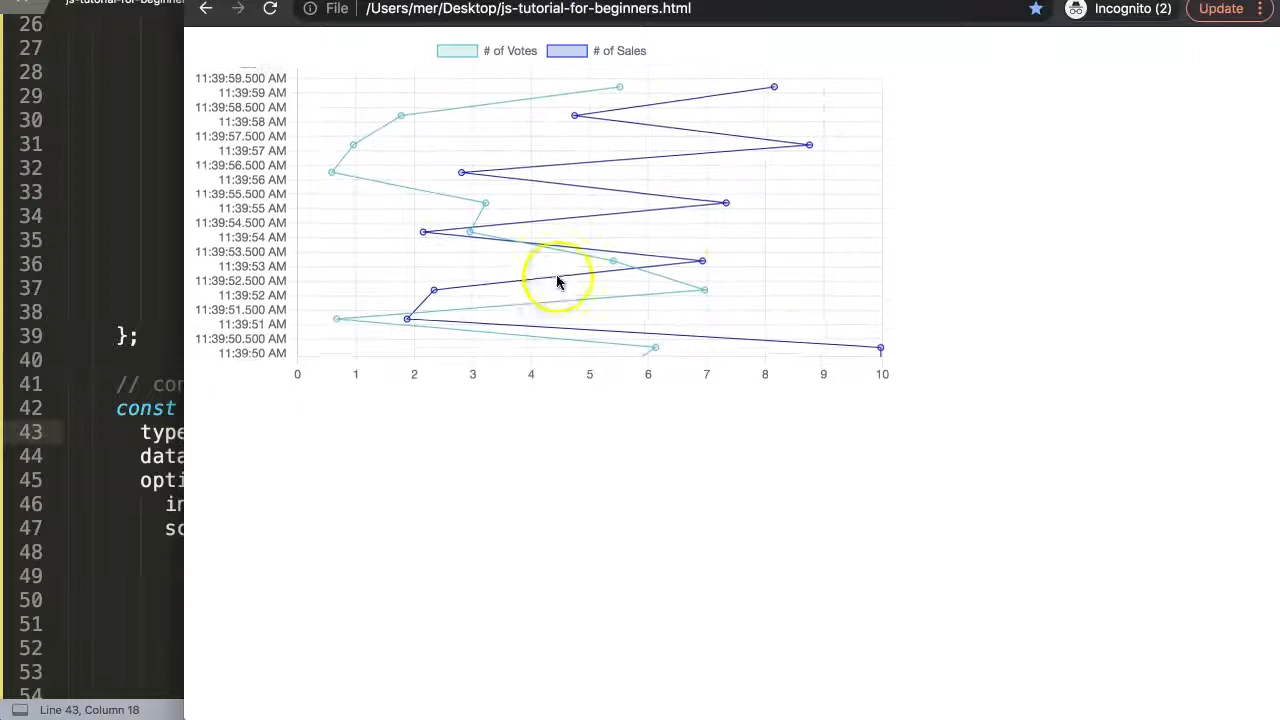 js-tutorial-for-beginners
File /Users/mer/Desktop/js-tutorial-for-beginners.html Incognito (2) Update
# of Votes # of Sales
11:39:59.500 AM
11:39:59 AM
11:39:58.500 AM
11:39:58 AM
11:39:57.500 AM
11:39:57 AM
11:39:56.500 AM
11:39:56 AM
11:39:55.500 AM
11:39:55 AM
11:39:54.500 AM
11:39:54 AM
11:39:53.500 AM
11:39:53 AM
11:39:52.500 AM
11:39:52 AM
11:39:51.500 AM
11:39:51 AM
11:39:50.500 AM
11:39:50 AM
0 1 2 3 4 5 6 7 8 9 10
26
27
28
29
30
31
32
33
34
35
36
37
38
39 };
40
41 // con
42 const
43 type
44 data
45 opti
46 in
47 sc
48
49
50
51
52
53
54
Line 43, Column 18